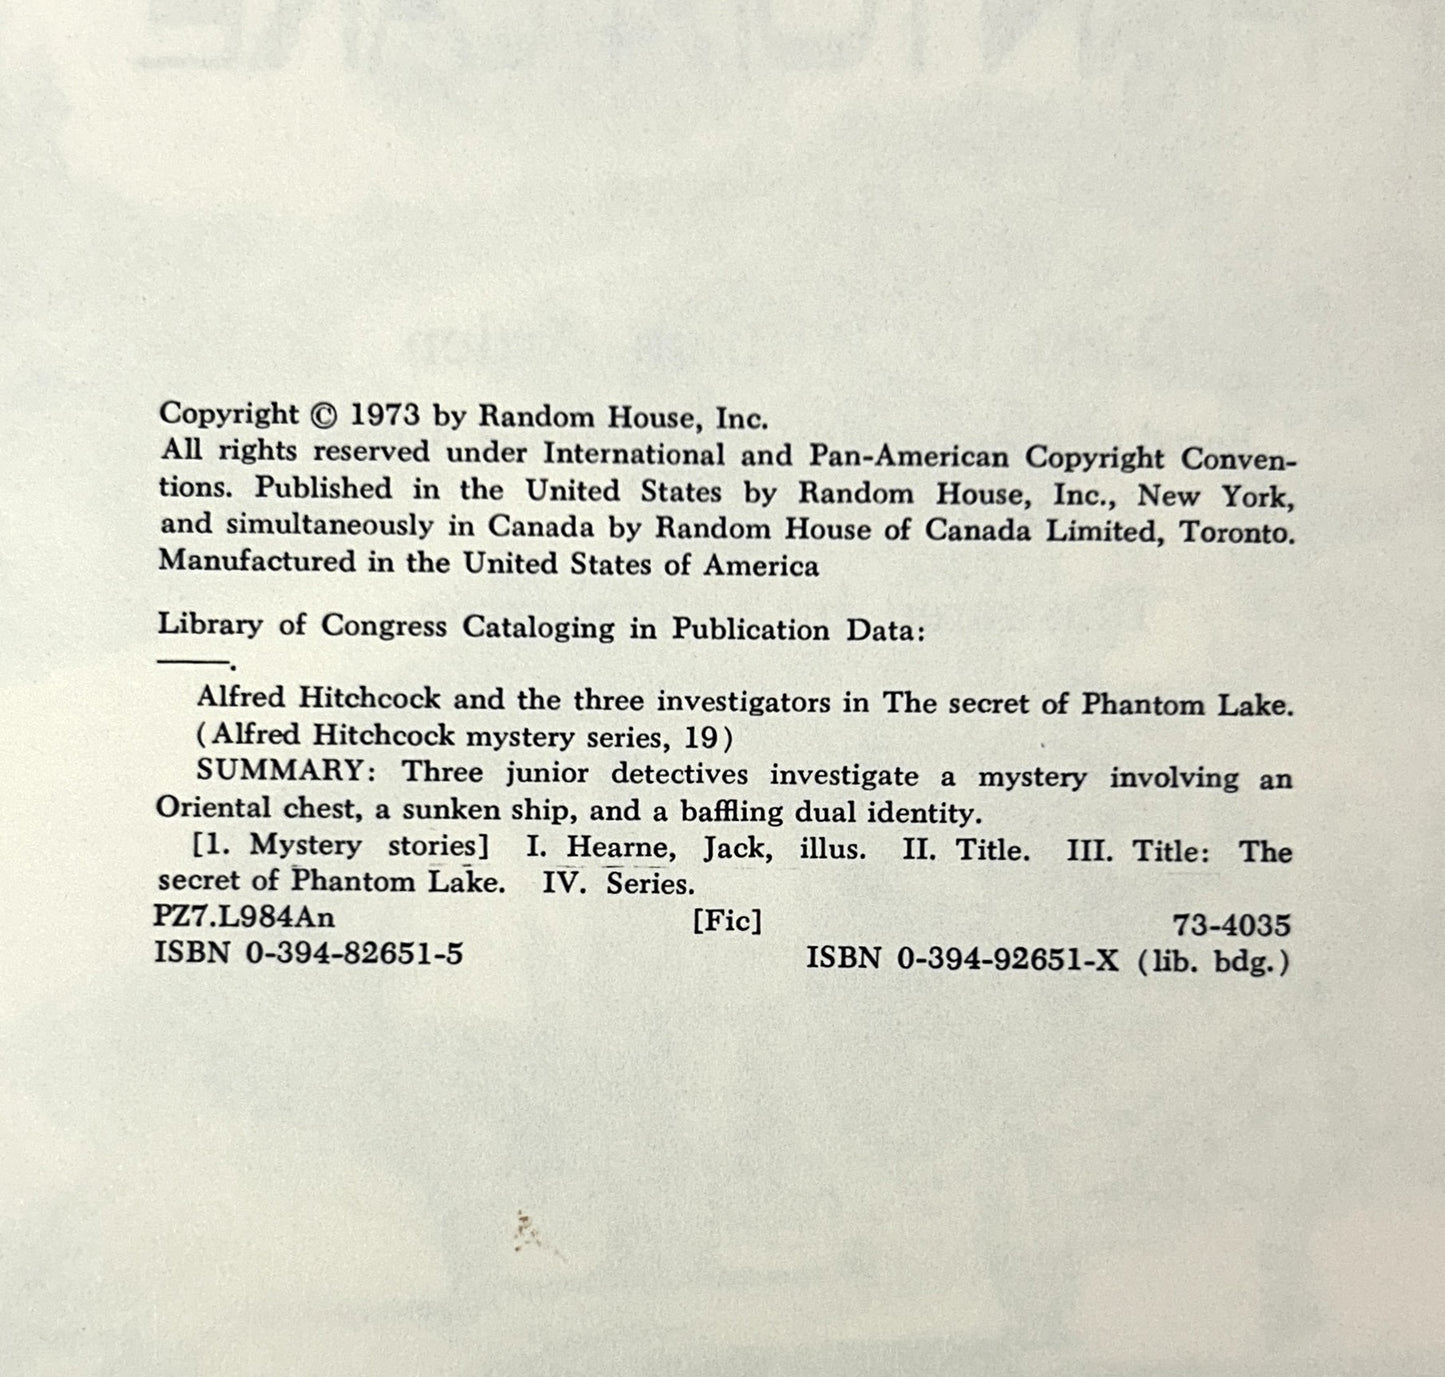 Copyright © 1973 by Random House, Inc.
All rights reserved under International and Pan-American Copyright Conven-
tions. Published in the United States by Random House, Inc., New York,
and simultaneously in Canada by Random House of Canada Limited, Toronto.
Manufactured in the United States of America
Library of Congress Cataloging in Publication Data:
——.
Alfred Hitchcock and the three investigators in The secret of Phantom Lake.
(Alfred Hitchcock mystery series, 19)
SUMMARY: Three junior detectives investigate a mystery involving an
Oriental chest, a sunken ship, and a baffling dual identity.
[1. Mystery stories] I. Hearne, Jack, illus. II. Title. III. Title: The
secret of Phantom Lake. IV. Series.
PZ7.L984An [Fic] 73-4035
ISBN 0-394-82651-5 ISBN 0-394-92651-X (lib. bdg.)